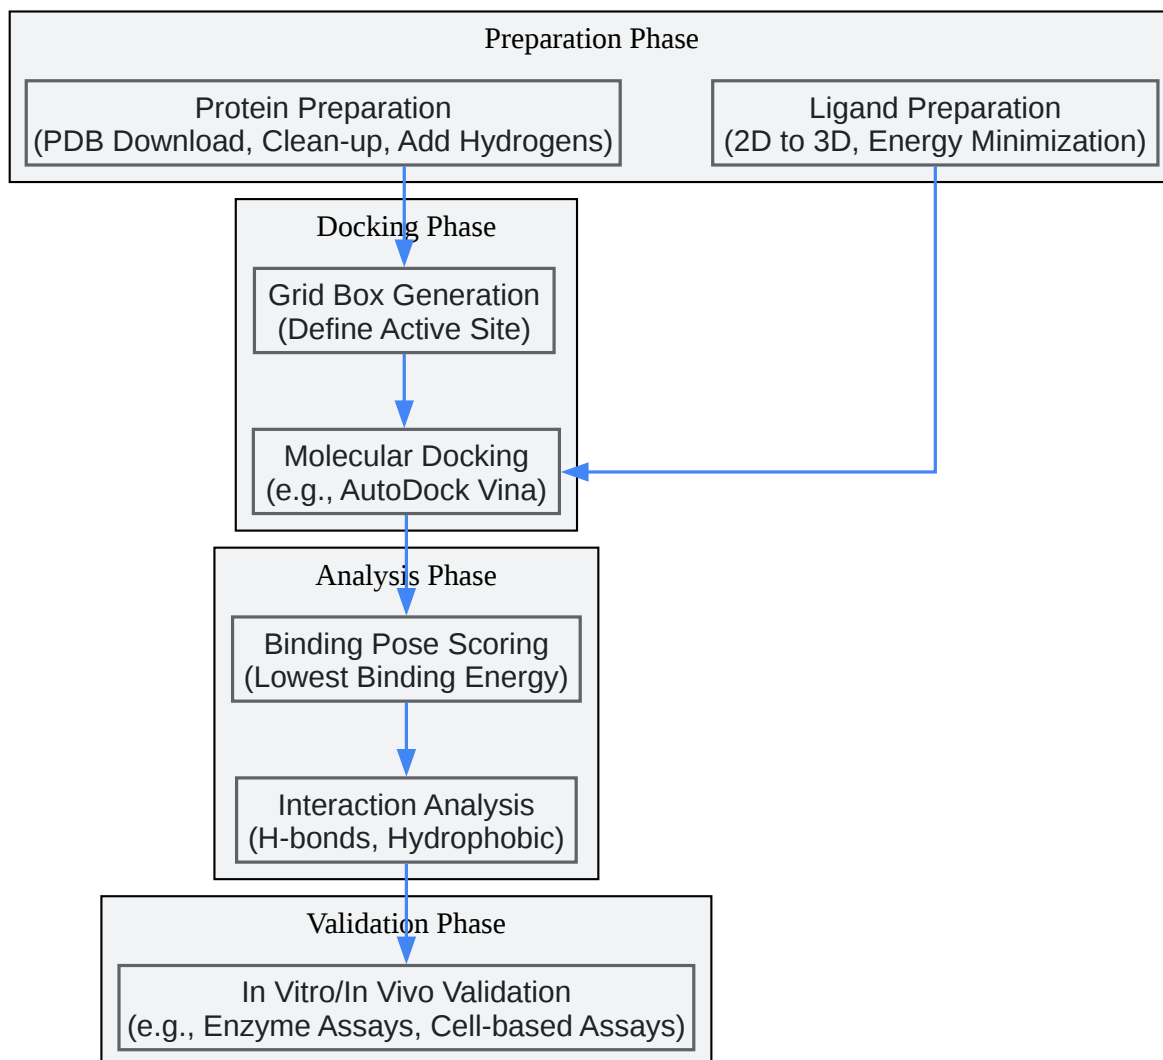 Preparation Phase
Protein Preparation
(PDB Download, Clean-up, Add Hydrogens)
Ligand Preparation
(2D to 3D, Energy Minimization)
Docking Phase
Grid Box Generation
(Define Active Site)
Molecular Docking
(e.g., AutoDock Vina)
Analysis Phase
Binding Pose Scoring
(Lowest Binding Energy)
Interaction Analysis
(H-bonds, Hydrophobic)
Validation Phase
In Vitro/In Vivo Validation
(e.g., Enzyme Assays, Cell-based Assays)